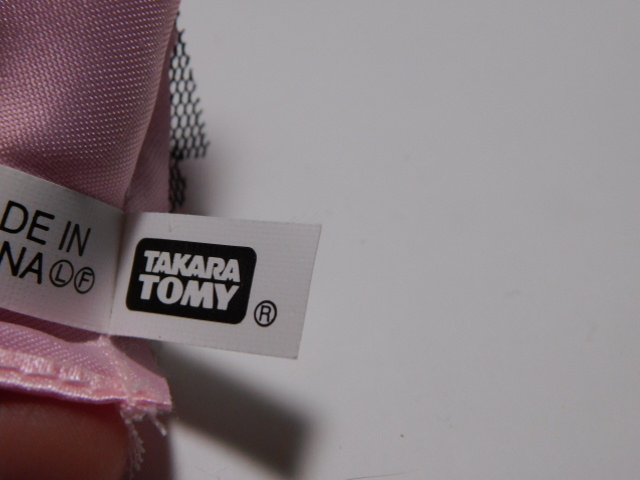 DE IN
NA Ⓛ Ⓕ
TAKARA
TOMY ®